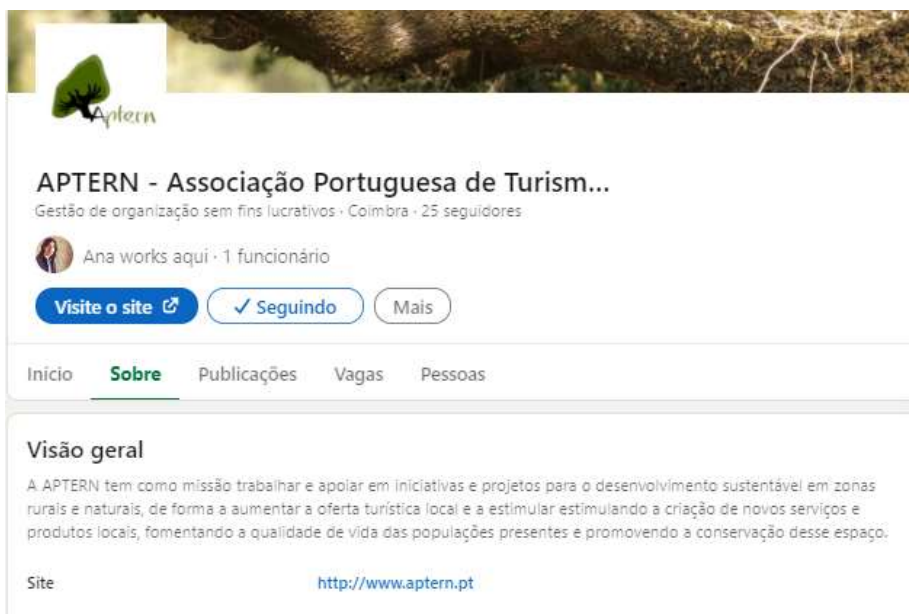 Aptern
APTERN - Associação Portuguesa de Turism...
Gestão de organização sem fins lucrativos · Coimbra · 25 seguidores
Ana works aqui · 1 funcionário
Visite o site
Seguindo
Mais
Início Sobre Publicações Vagas Pessoas
Visão geral
A APTERN tem como missão trabalhar e apoiar em iniciativas e projetos para o desenvolvimento sustentável em zonas
rurais e naturais, de forma a aumentar a oferta turística local e a estimular estimulando a criação de novos serviços e
produtos locais, fomentando a qualidade de vida das populações presentes e promovendo a conservação desse espaço.
Site http://www.aptern.pt